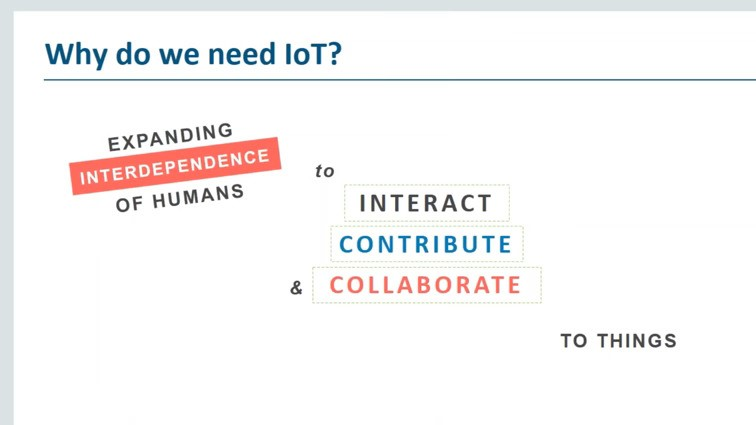 Why do we need IoT?
EXPANDING
INTERDEPENDENCE
OF HUMANS
to
INTERACT
CONTRIBUTE
& COLLABORATE
TO THINGS